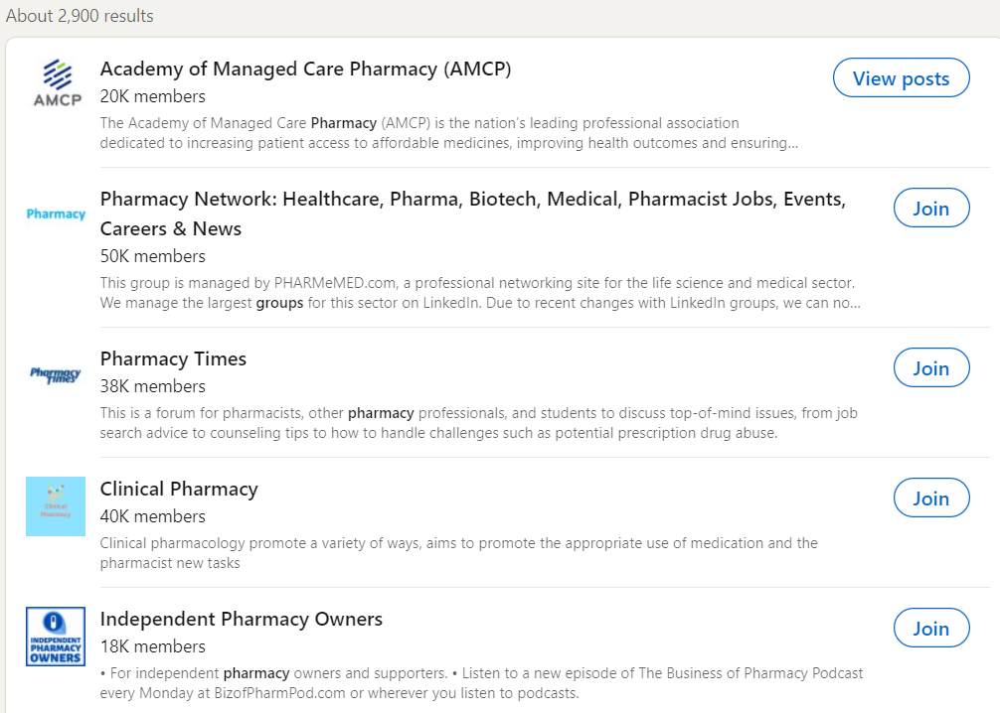 About 2,900 results
AMCP
Academy of Managed Care Pharmacy (AMCP)
View posts
20K members
The Academy of Managed Care Pharmacy (AMCP) is the nation's leading professional association
dedicated to increasing patient access to affordable medicines, improving health outcomes and ensuring...
Pharmacy
Pharmacy Network: Healthcare, Pharma, Biotech, Medical, Pharmacist Jobs, Events,
Careers & News
Join
50K members
This group is managed by PHARMeMED.com, a professional networking site for the life science and medical sector.
We manage the largest groups for this sector on LinkedIn. Due to recent changes with LinkedIn groups, we can no...
Pharmacy
Times
Pharmacy Times
Join
38K members
This is a forum for pharmacists, other pharmacy professionals, and students to discuss top-of-mind issues, from job
search advice to counseling tips to how to handle challenges such as potential prescription drug abuse.
Clinical
Pharmacy
Clinical Pharmacy
Join
40K members
Clinical pharmacology promote a variety of ways, aims to promote the appropriate use of medication and the
pharmacist new tasks
INDEPENDENT
PHARMACY
OWNERS
Independent Pharmacy Owners
Join
18K members
• For independent pharmacy owners and supporters. • Listen to a new episode of The Business of Pharmacy Podcast
every Monday at BizofPharmPod.com or wherever you listen to podcasts.